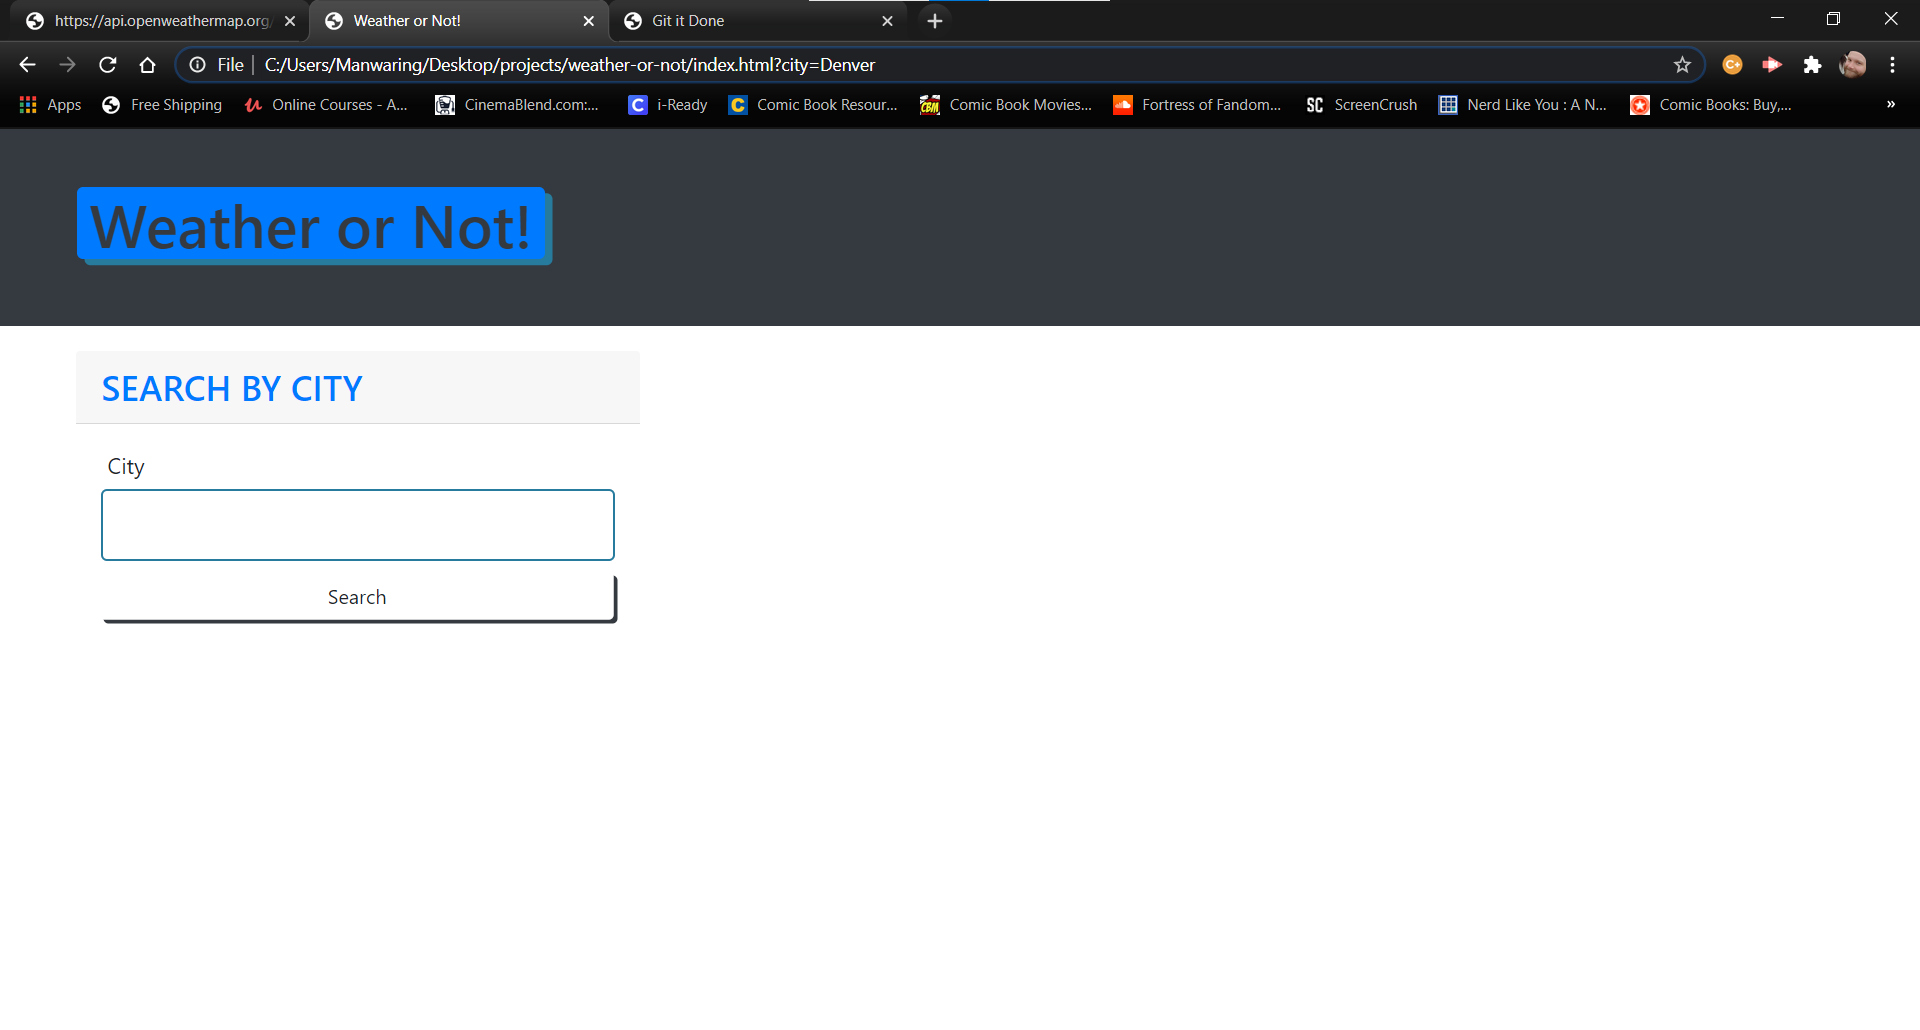 https://api.openweathermap.org/
Weather or Not!
Git it Done
File
C:/Users/Manwaring/Desktop/projects/weather-or-not/index.html?city=Denver
Apps
Free Shipping
Online Courses - A...
CinemaBlend.com:...
i-Ready
Comic Book Resour...
Comic Book Movies...
Fortress of Fandom...
ScreenCrush
Nerd Like You : A N...
Comic Books: Buy,...
»
Weather or Not!
SEARCH BY CITY
City
Search